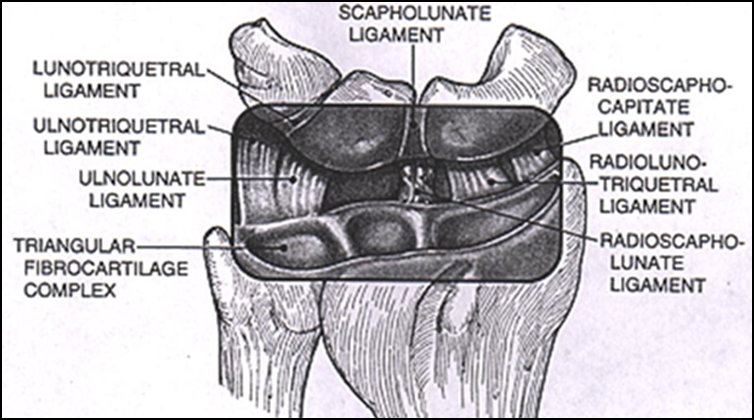 SCAPHOLUNATE
LIGAMENT
LUNOTRIQUETRAL
LIGAMENT
ULNOTRIQUETRAL
LIGAMENT
ULNOLUNATE
LIGAMENT
TRIANGULAR
FIBROCARTILAGE
COMPLEX
RADIOSCAPHO-
CAPITATE
LIGAMENT
RADIOLUNO-
TRIQUETRAL
LIGAMENT
RADIOSCAPHO-
LUNATE
LIGAMENT